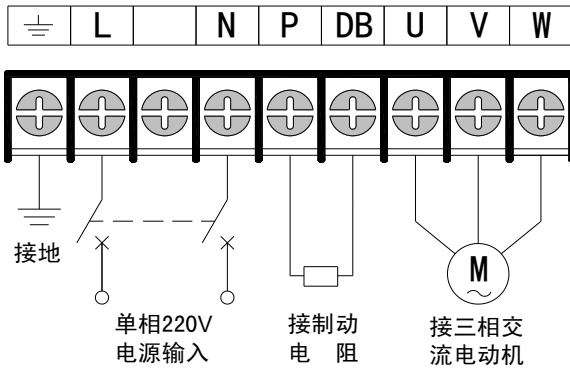 L N P DB U V W
接地
M
单相220V
电源输入
接制动
电 阻
接三相交
流电动机